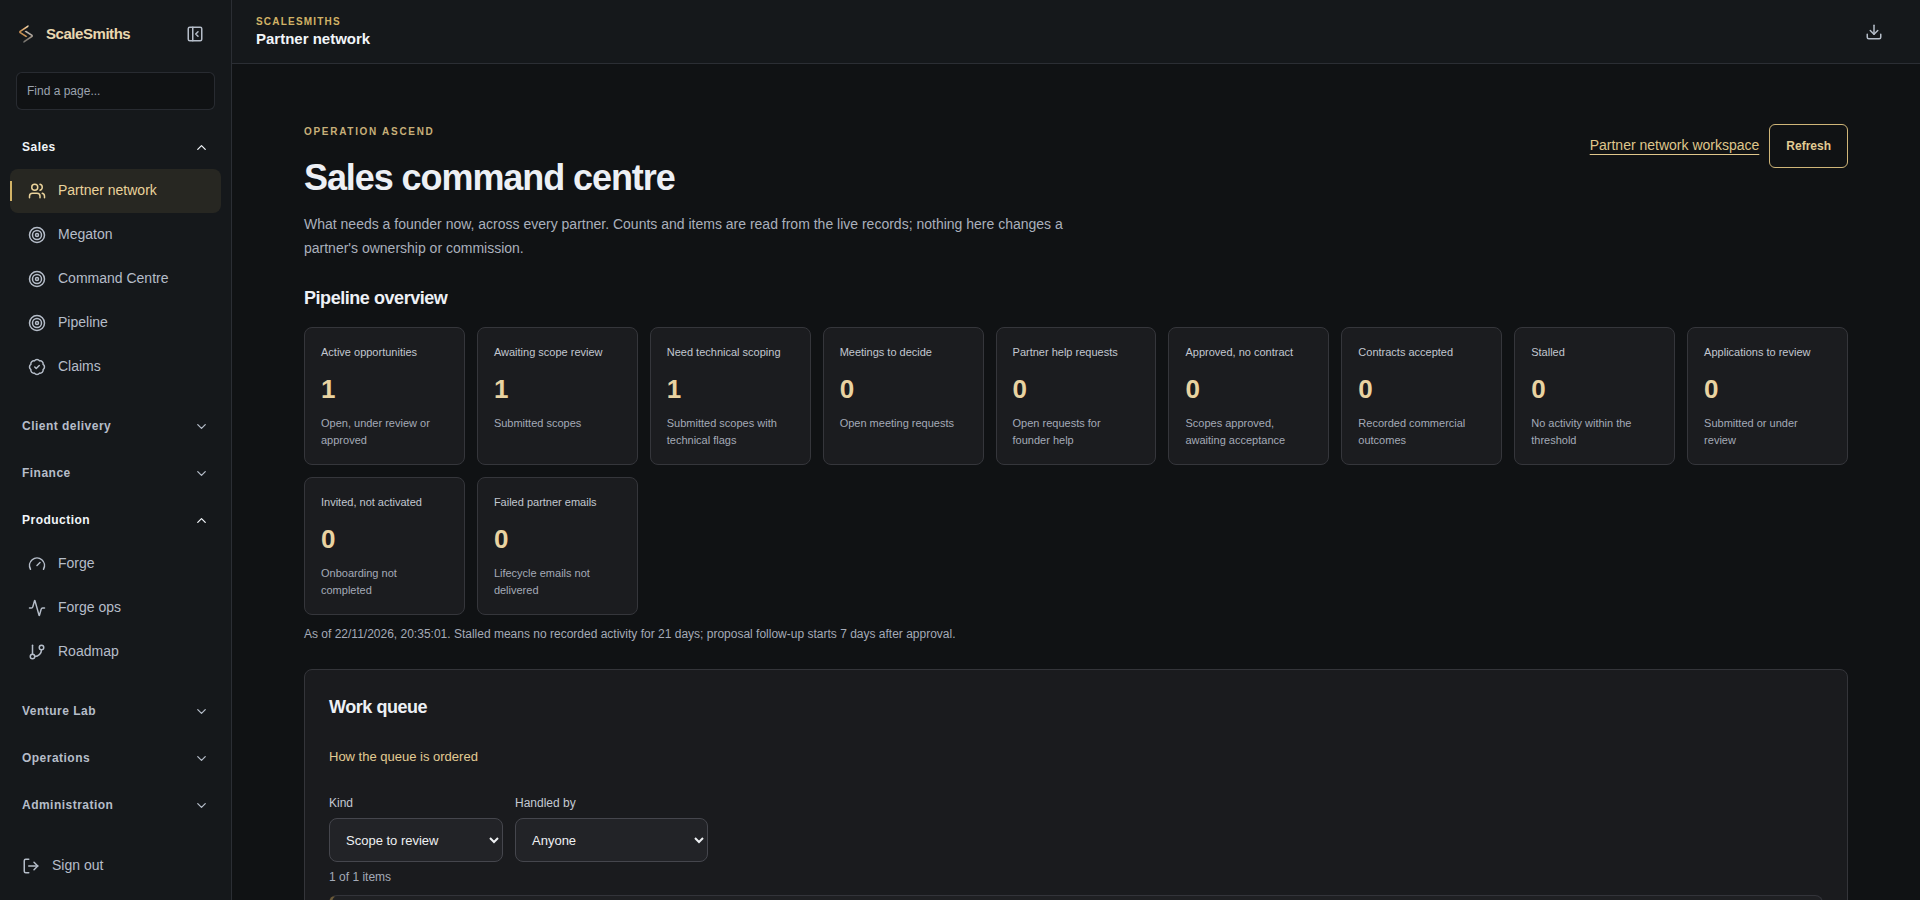 ScaleSmiths
Find a page...
Sales
Partner network
Megaton
Command Centre
Pipeline
Claims
Client delivery
Finance
Production
Forge
Forge ops
Roadmap
Venture Lab
Operations
Administration
Sign out
SCALESMITHS
Partner network
OPERATION ASCEND
Sales command centre
What needs a founder now, across every partner. Counts and items are read from the live records; nothing here changes a
partner's ownership or commission.
Partner network workspace
Refresh
Pipeline overview
Active opportunities
1
Open, under review or
approved
Awaiting scope review
1
Submitted scopes
Need technical scoping
1
Submitted scopes with
technical flags
Meetings to decide
0
Open meeting requests
Partner help requests
0
Open requests for
founder help
Approved, no contract
0
Scopes approved,
awaiting acceptance
Contracts accepted
0
Recorded commercial
outcomes
Stalled
0
No activity within the
threshold
Applications to review
0
Submitted or under
review
Invited, not activated
0
Onboarding not
completed
Failed partner emails
0
Lifecycle emails not
delivered
As of 22/11/2026, 20:35:01. Stalled means no recorded activity for 21 days; proposal follow-up starts 7 days after approval.
Work queue
How the queue is ordered
Kind
Scope to review
Handled by
Anyone
1 of 1 items